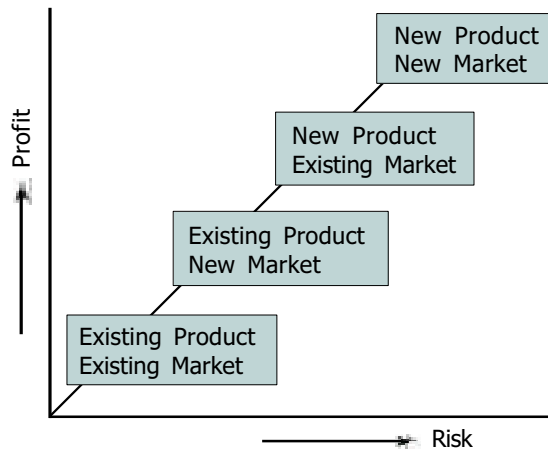 New Product
New Market
New Product
Existing Market
Profit
Existing Product
New Market
Existing Product
Existing Market
Risk